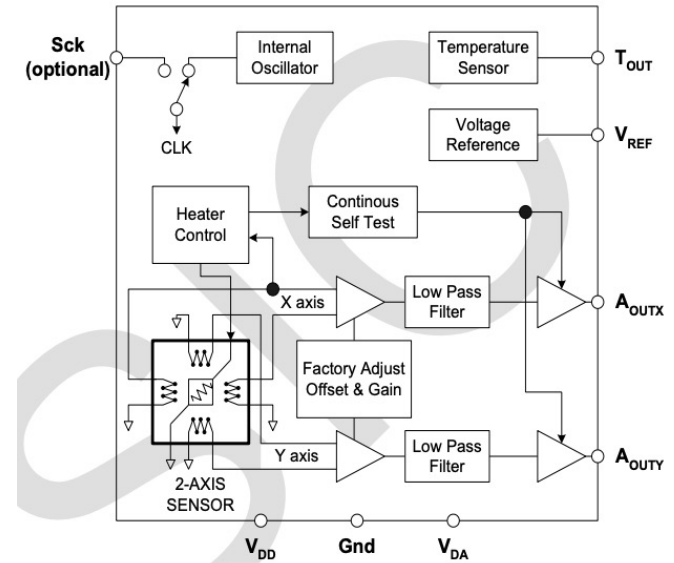 Sck
(optional)
Internal
Oscillator
Temperature
Sensor
TOUT
CLK
Voltage
Reference
VREF
Heater
Control
Continous
Self Test
X axis
Low Pass
Filter
AOUTX
Factory Adjust
Offset & Gain
Y axis
Low Pass
Filter
AOUTY
2-AXIS
SENSOR
VDD
Gnd
VDA